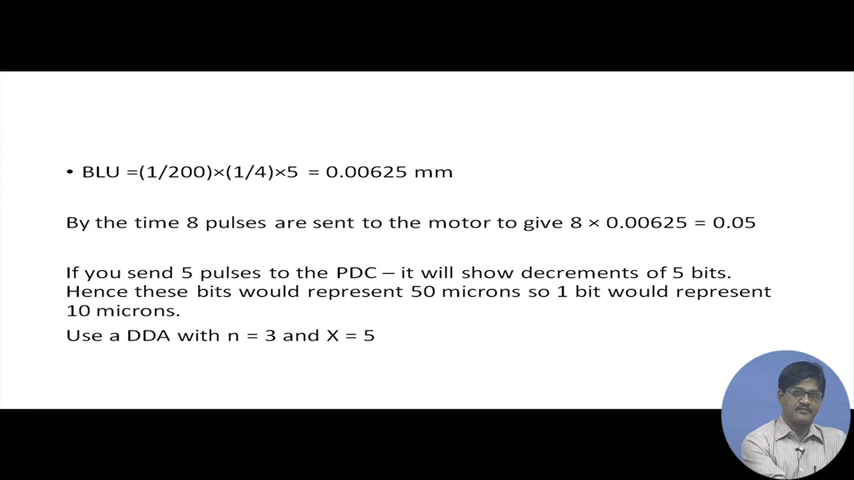 • BLU =(1/200)×(1/4)×5 = 0.00625 mm
By the time 8 pulses are sent to the motor to give 8 × 0.00625 = 0.05
If you send 5 pulses to the PDC – it will show decrements of 5 bits.
Hence these bits would represent 50 microns so 1 bit would represent
10 microns.
Use a DDA with n = 3 and X = 5